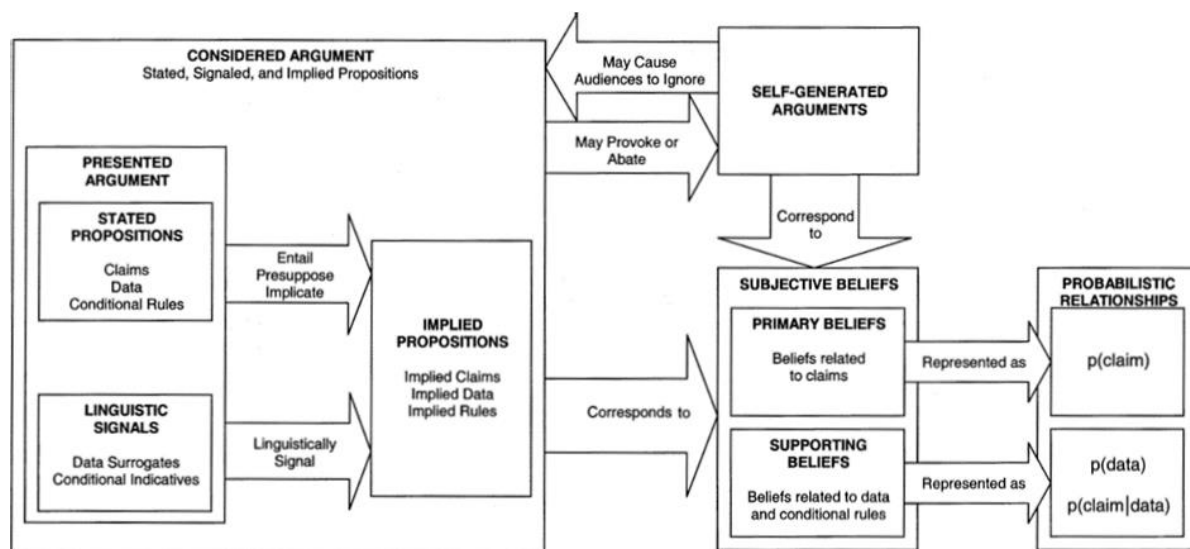 CONSIDERED ARGUMENT
Stated, Signaled, and Implied Propositions
May Cause
Audiences to Ignore
SELF-GENERATED
ARGUMENTS
May Provoke or
Abate
PRESENTED
ARGUMENT
STATED
PROPOSITIONS
Claims
Data
Conditional Rules
Entail
Presuppose
Implicate
Correspond
to
IMPLIED
PROPOSITIONS
Implied Claims
Implied Data
Implied Rules
LINGUISTIC
SIGNALS
Data Surrogates
Conditional Indicatives
Linguistically
Signal
Corresponds to
SUBJECTIVE BELIEFS
PRIMARY BELIEFS
Beliefs related
to claims
SUPPORTING
BELIEFS
Beliefs related to data
and conditional rules
Represented as
Represented as
PROBABILISTIC
RELATIONSHIPS
p(claim)
p(data)
p(claim|data)